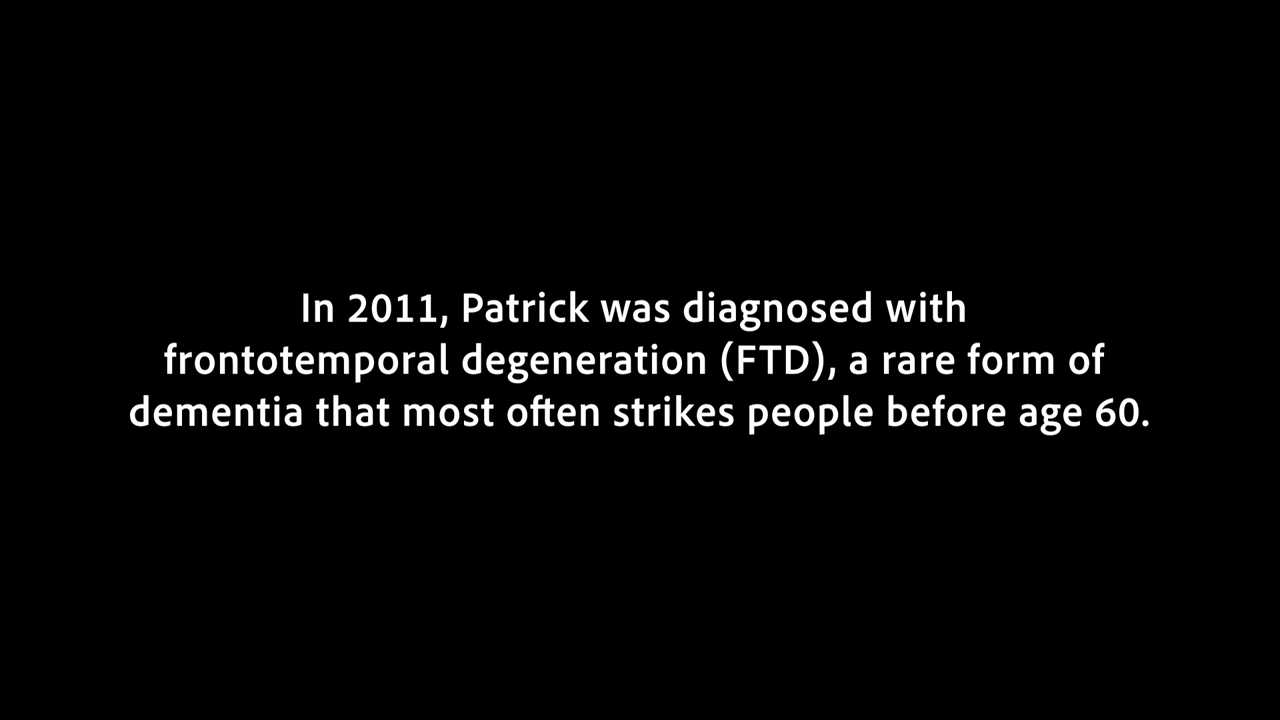 In 2011, Patrick was diagnosed with
frontotemporal degeneration (FTD), a rare form of
dementia that most often strikes people before age 60.